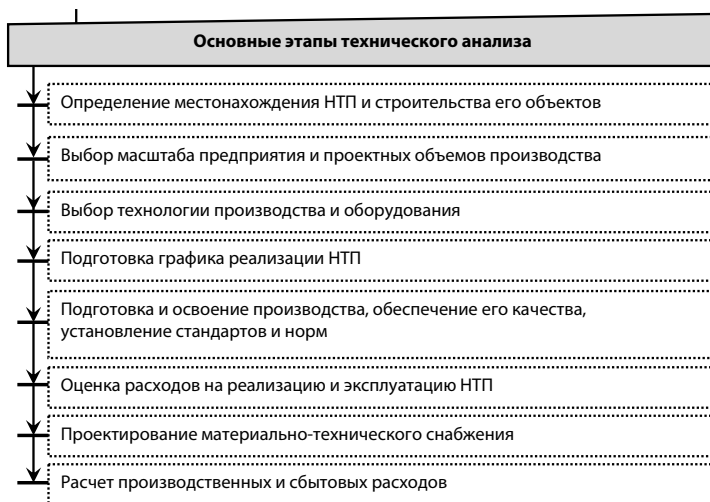 Основные этапы технического анализа
Определение местонахождения НТП и строительства его объектов
Выбор масштаба предприятия и проектных объемов производства
Выбор технологии производства и оборудования
Подготовка графика реализации НТП
Подготовка и освоение производства, обеспечение его качества,
установление стандартов и норм
Оценка расходов на реализацию и эксплуатацию НТП
Проектирование материально-технического снабжения
Расчет производственных и сбытовых расходов